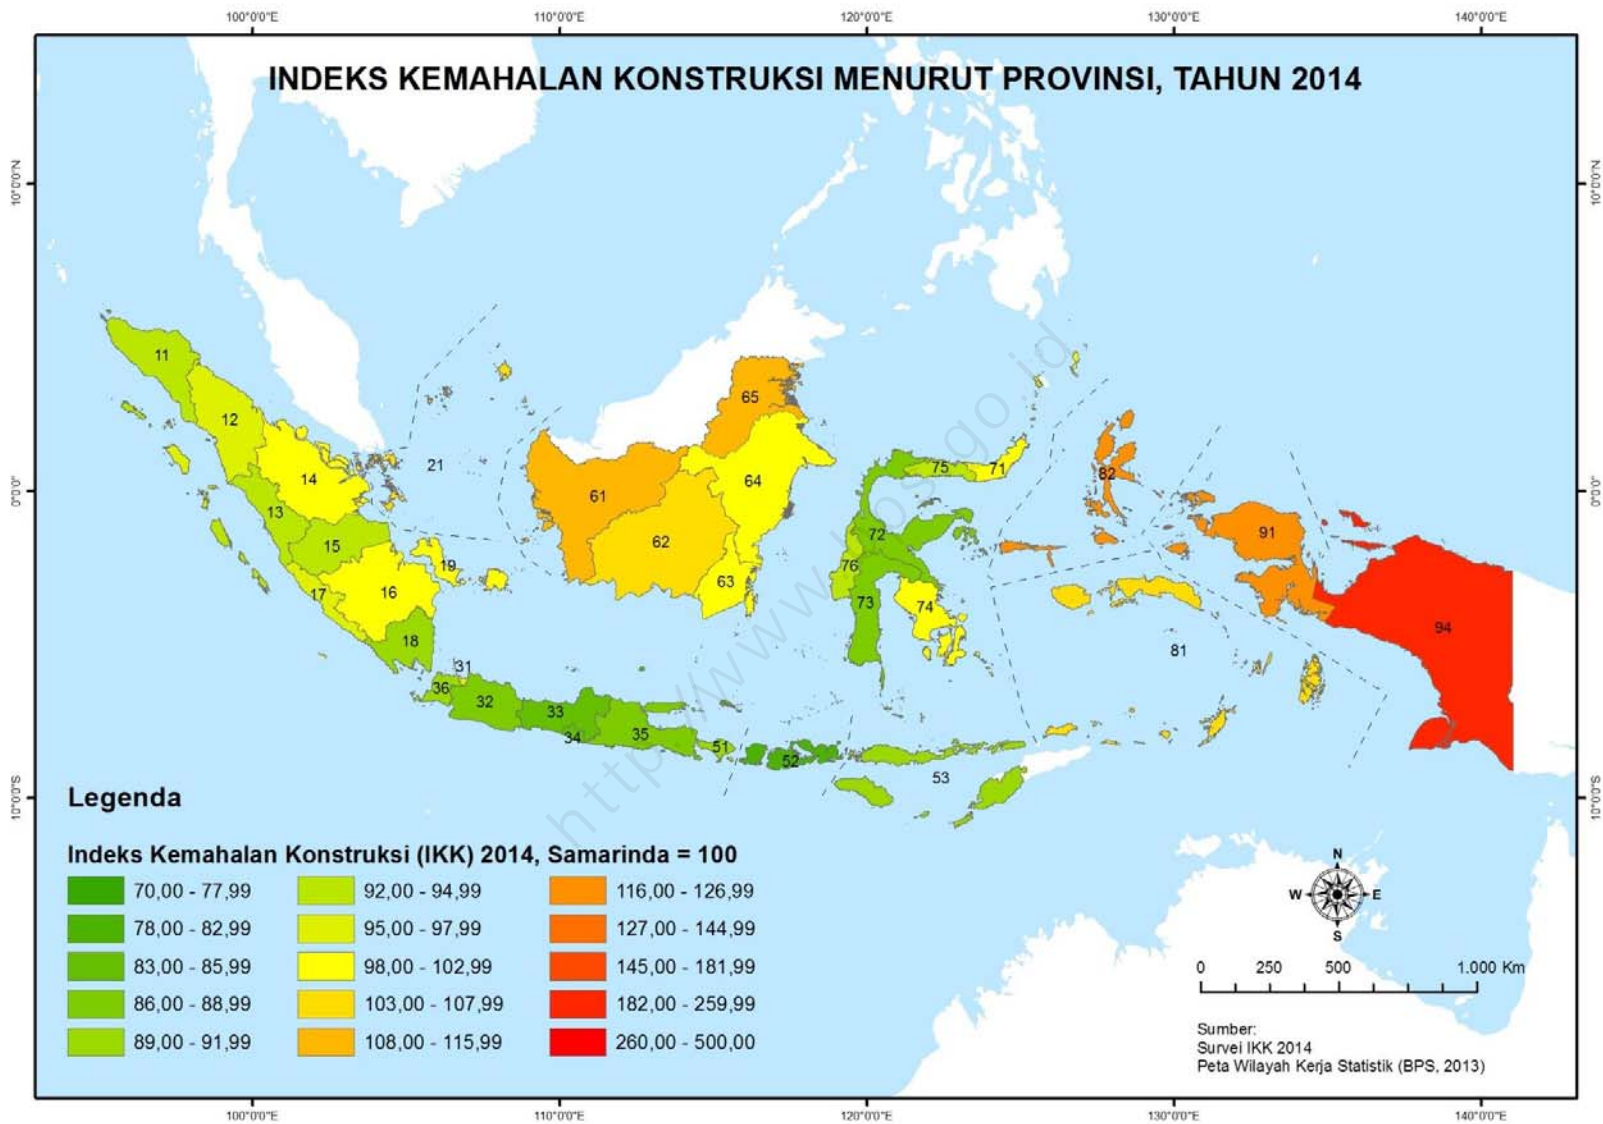 100°0'0"E 110°0'0"E 120°0'0"E 130°0'0"E 140°0'0"E
INDEKS KEMAHALAN KONSTRUKSI MENURUT PROVINSI, TAHUN 2014
10°0'0"N 10°0'0"N
11
65
12
21
75 71
82
0°0'0" 0°0'0"
14
64
61
13
91
15
62
72
19
76
63
17
16
73
74
94
18
81
31
36
32
33
34
35
51
52
53
10°0'0"S 10°0'0"S
http://www.bps.go.id
Legenda
Indeks Kemahalan Konstruksi (IKK) 2014, Samarinda = 100
70,00 - 77,99 92,00 - 94,99 116,00 - 126,99
78,00 - 82,99 95,00 - 97,99 127,00 - 144,99
83,00 - 85,99 98,00 - 102,99 145,00 - 181,99
86,00 - 88,99 103,00 - 107,99 182,00 - 259,99
89,00 - 91,99 108,00 - 115,99 260,00 - 500,00
N
W E
S
0 250 500 1.000 Km
Sumber:
Survei IKK 2014
Peta Wilayah Kerja Statistik (BPS, 2013)
100°0'0"E 110°0'0"E 120°0'0"E 130°0'0"E 140°0'0"E